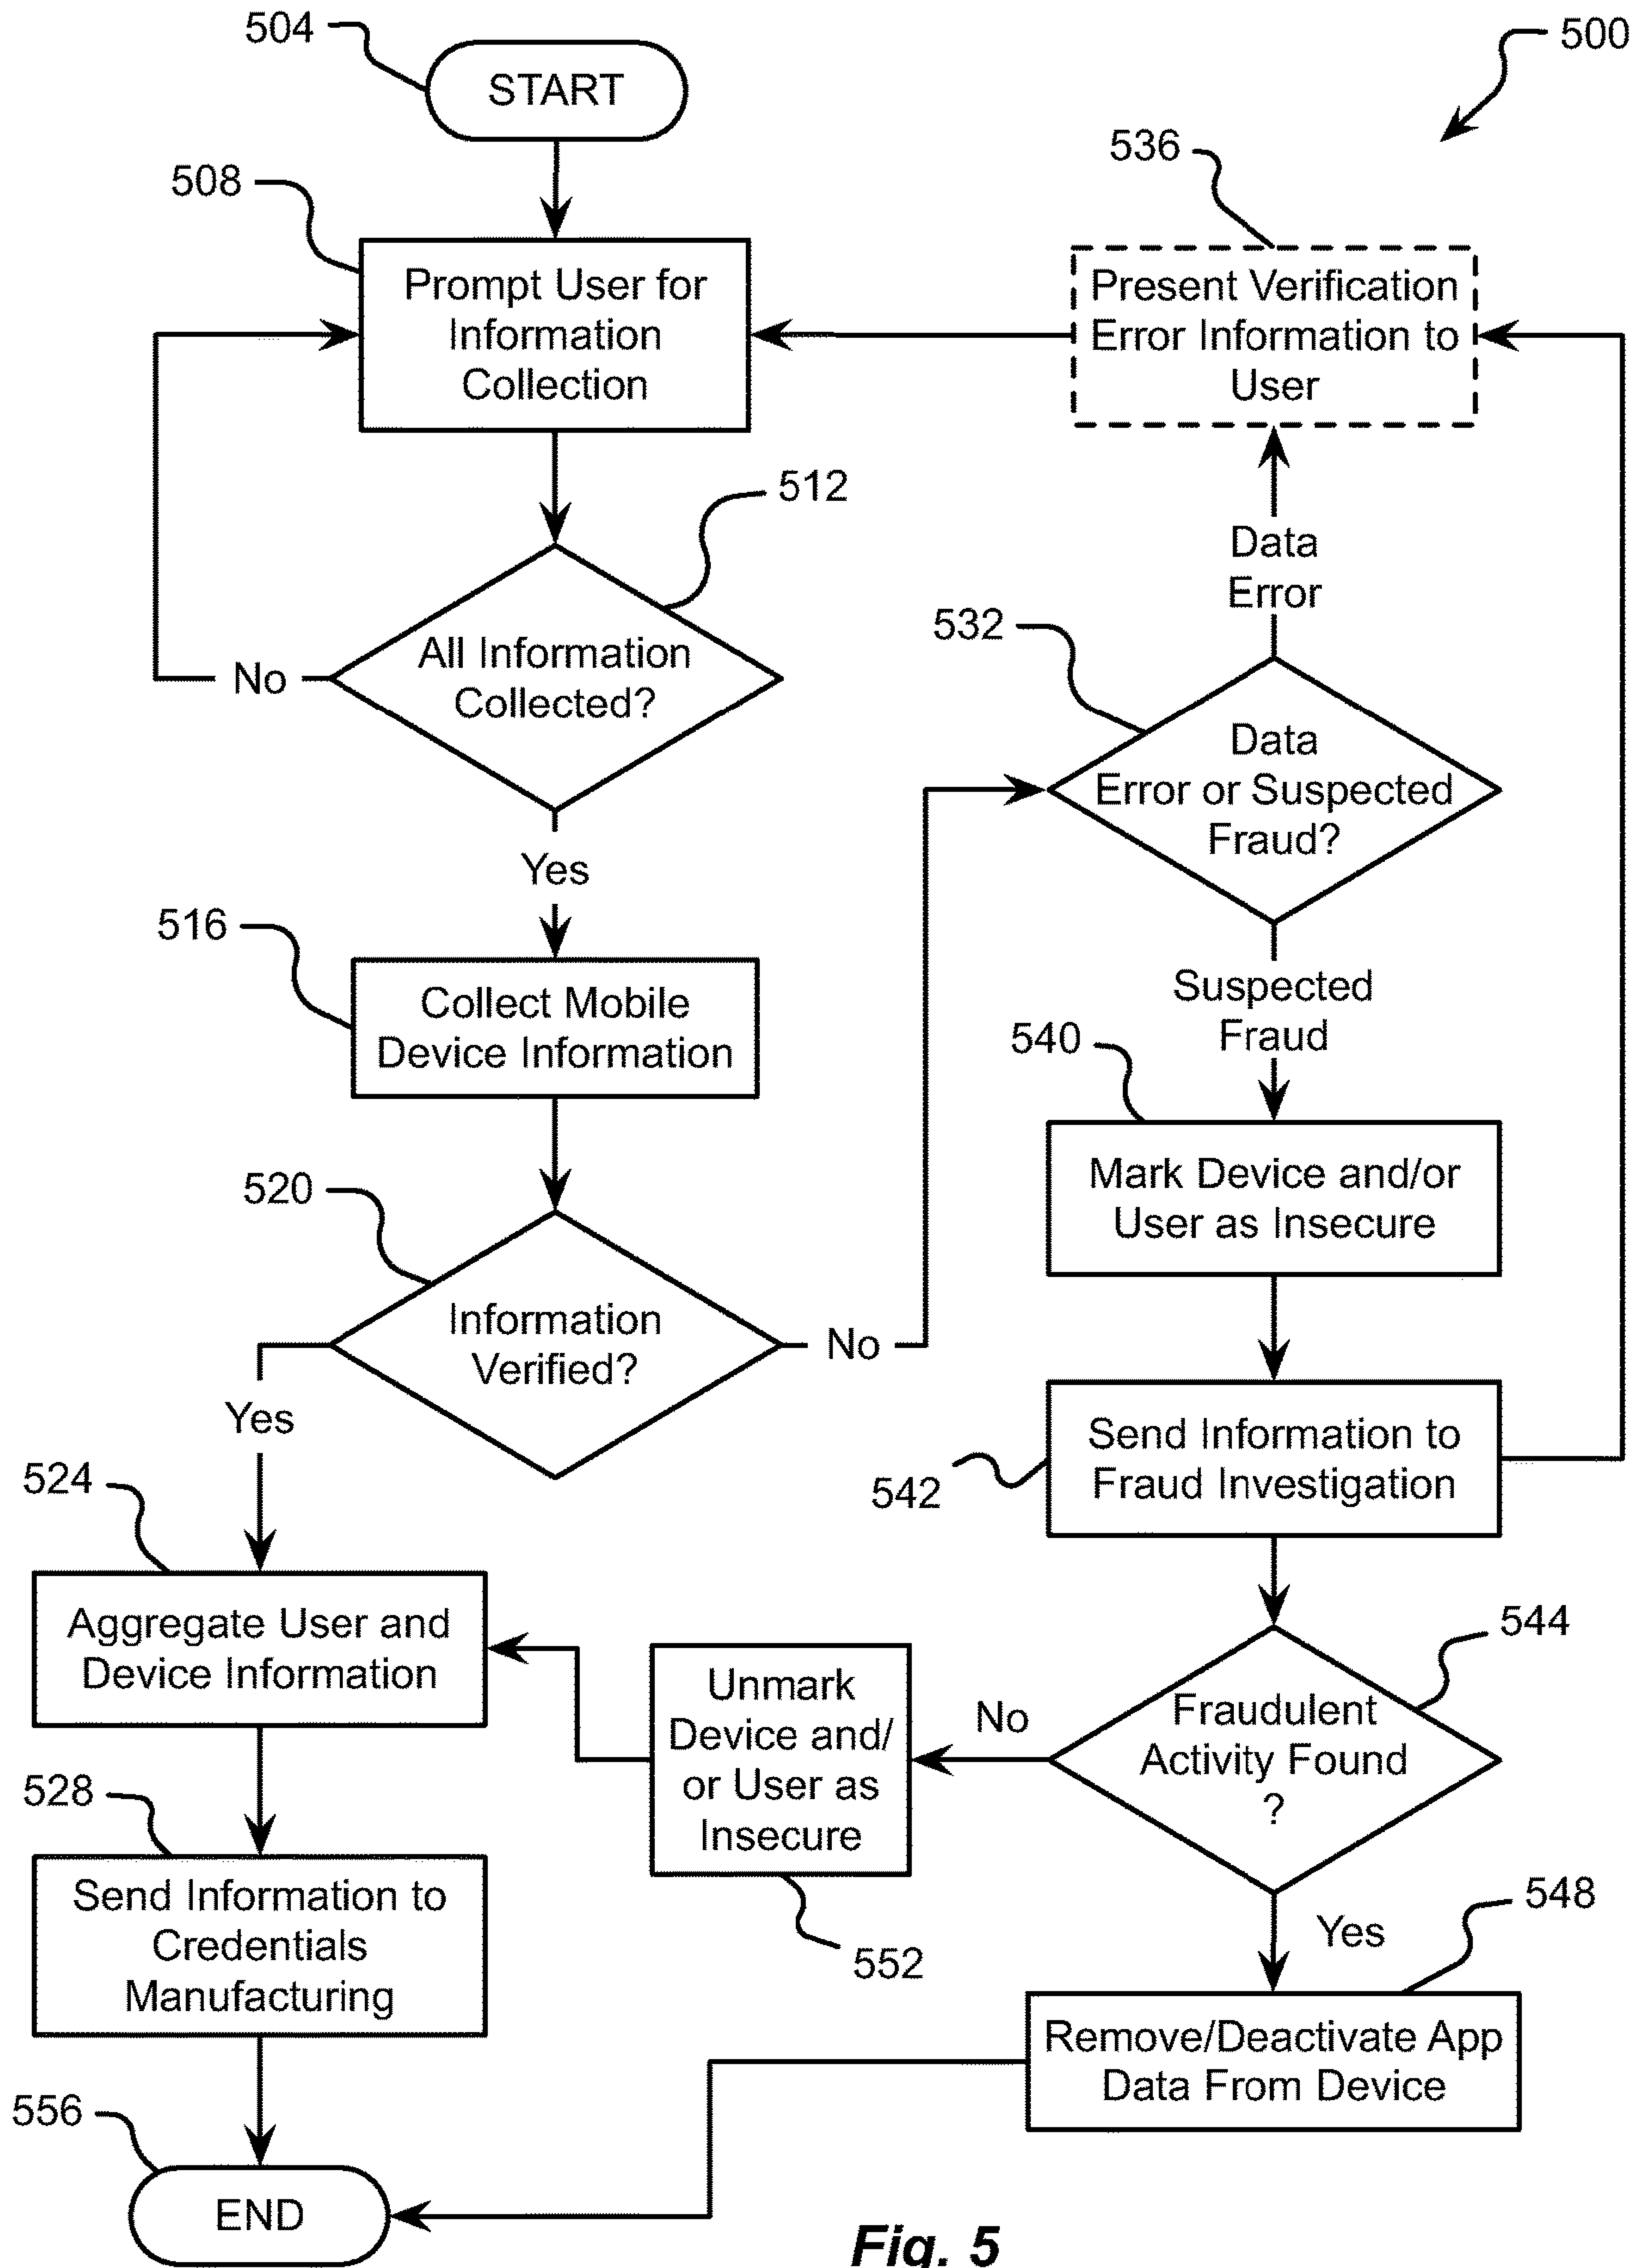 504
START
500
508
Prompt User for
Information
Collection
536
Present Verification
Error Information to
User
512
All Information
Collected?
No
Yes
Data
Error
532
Data
Error or Suspected
Fraud?
516
Collect Mobile
Device Information
Suspected
Fraud
540
Mark Device and/or
User as Insecure
520
Information
Verified?
No
Yes
542
Send Information to
Fraud Investigation
524
Aggregate User and
Device Information
544
Fraudulent
Activity Found
?
No
Unmark
Device and/
or User as
Insecure
552
528
Send Information to
Credentials
Manufacturing
Yes
548
Remove/Deactivate App
Data From Device
556
END
Fig. 5